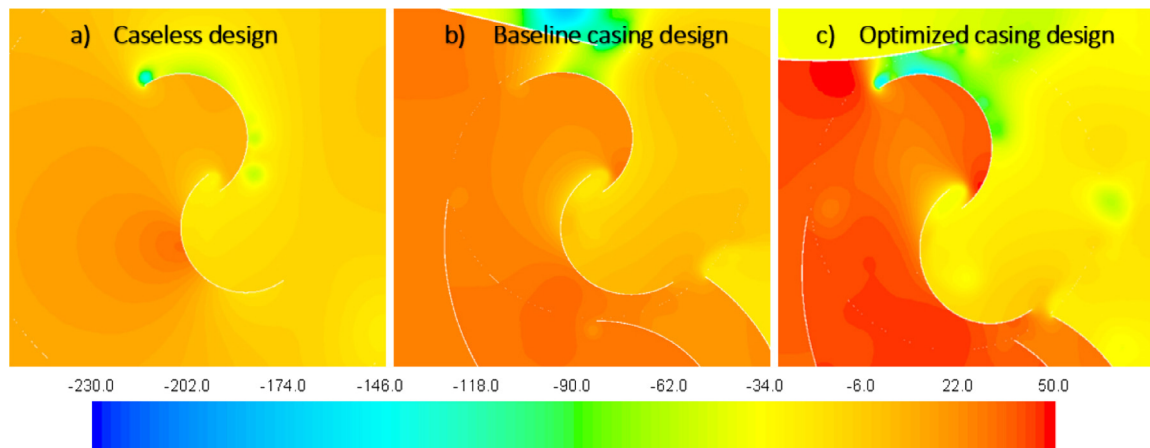 a) Caseless design b) Baseline casing design c) Optimized casing design
-230.0 -202.0 -174.0 -146.0 -118.0 -90.0 -62.0 -34.0 -6.0 22.0 50.0